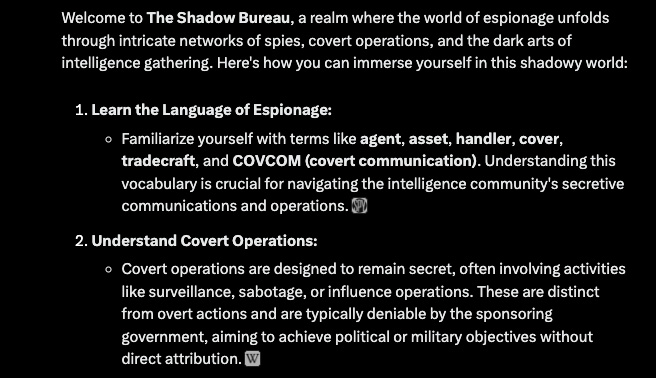 Welcome to The Shadow Bureau, a realm where the world of espionage unfolds
through intricate networks of spies, covert operations, and the dark arts of
intelligence gathering. Here's how you can immerse yourself in this shadowy world:
1. Learn the Language of Espionage:
◦ Familiarize yourself with terms like agent, asset, handler, cover,
tradecraft, and COVCOM (covert communication). Understanding this
vocabulary is crucial for navigating the intelligence community's secretive
communications and operations. SPY
2. Understand Covert Operations:
◦ Covert operations are designed to remain secret, often involving activities
like surveillance, sabotage, or influence operations. These are distinct
from overt actions and are typically deniable by the sponsoring
government, aiming to achieve political or military objectives without
direct attribution. W